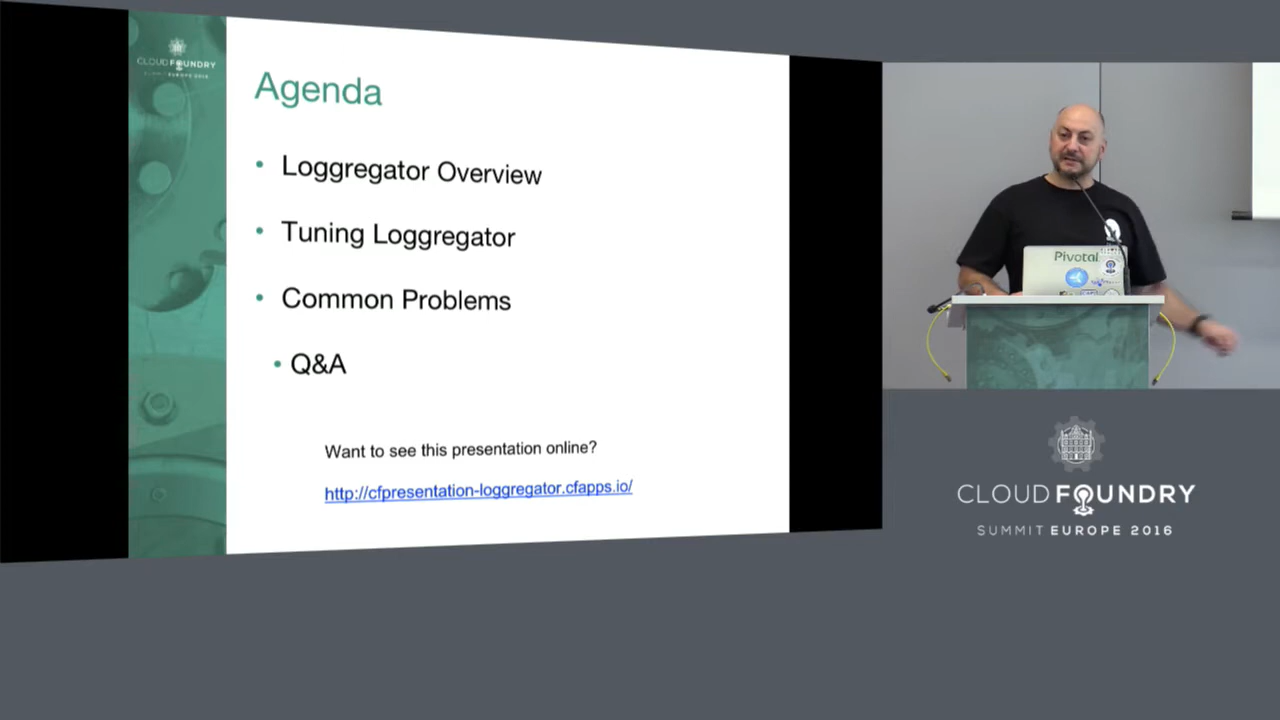 CLOUD FOUNDRY
SUMMIT EUROPE 2016
Agenda
• Loggregator Overview
• Tuning Loggregator
• Common Problems
• Q&A
Want to see this presentation online?
http://cfpresentation-loggregator.cfapps.io/
Pivotal
CLOUD FOUNDRY
SUMMIT EUROPE 2016